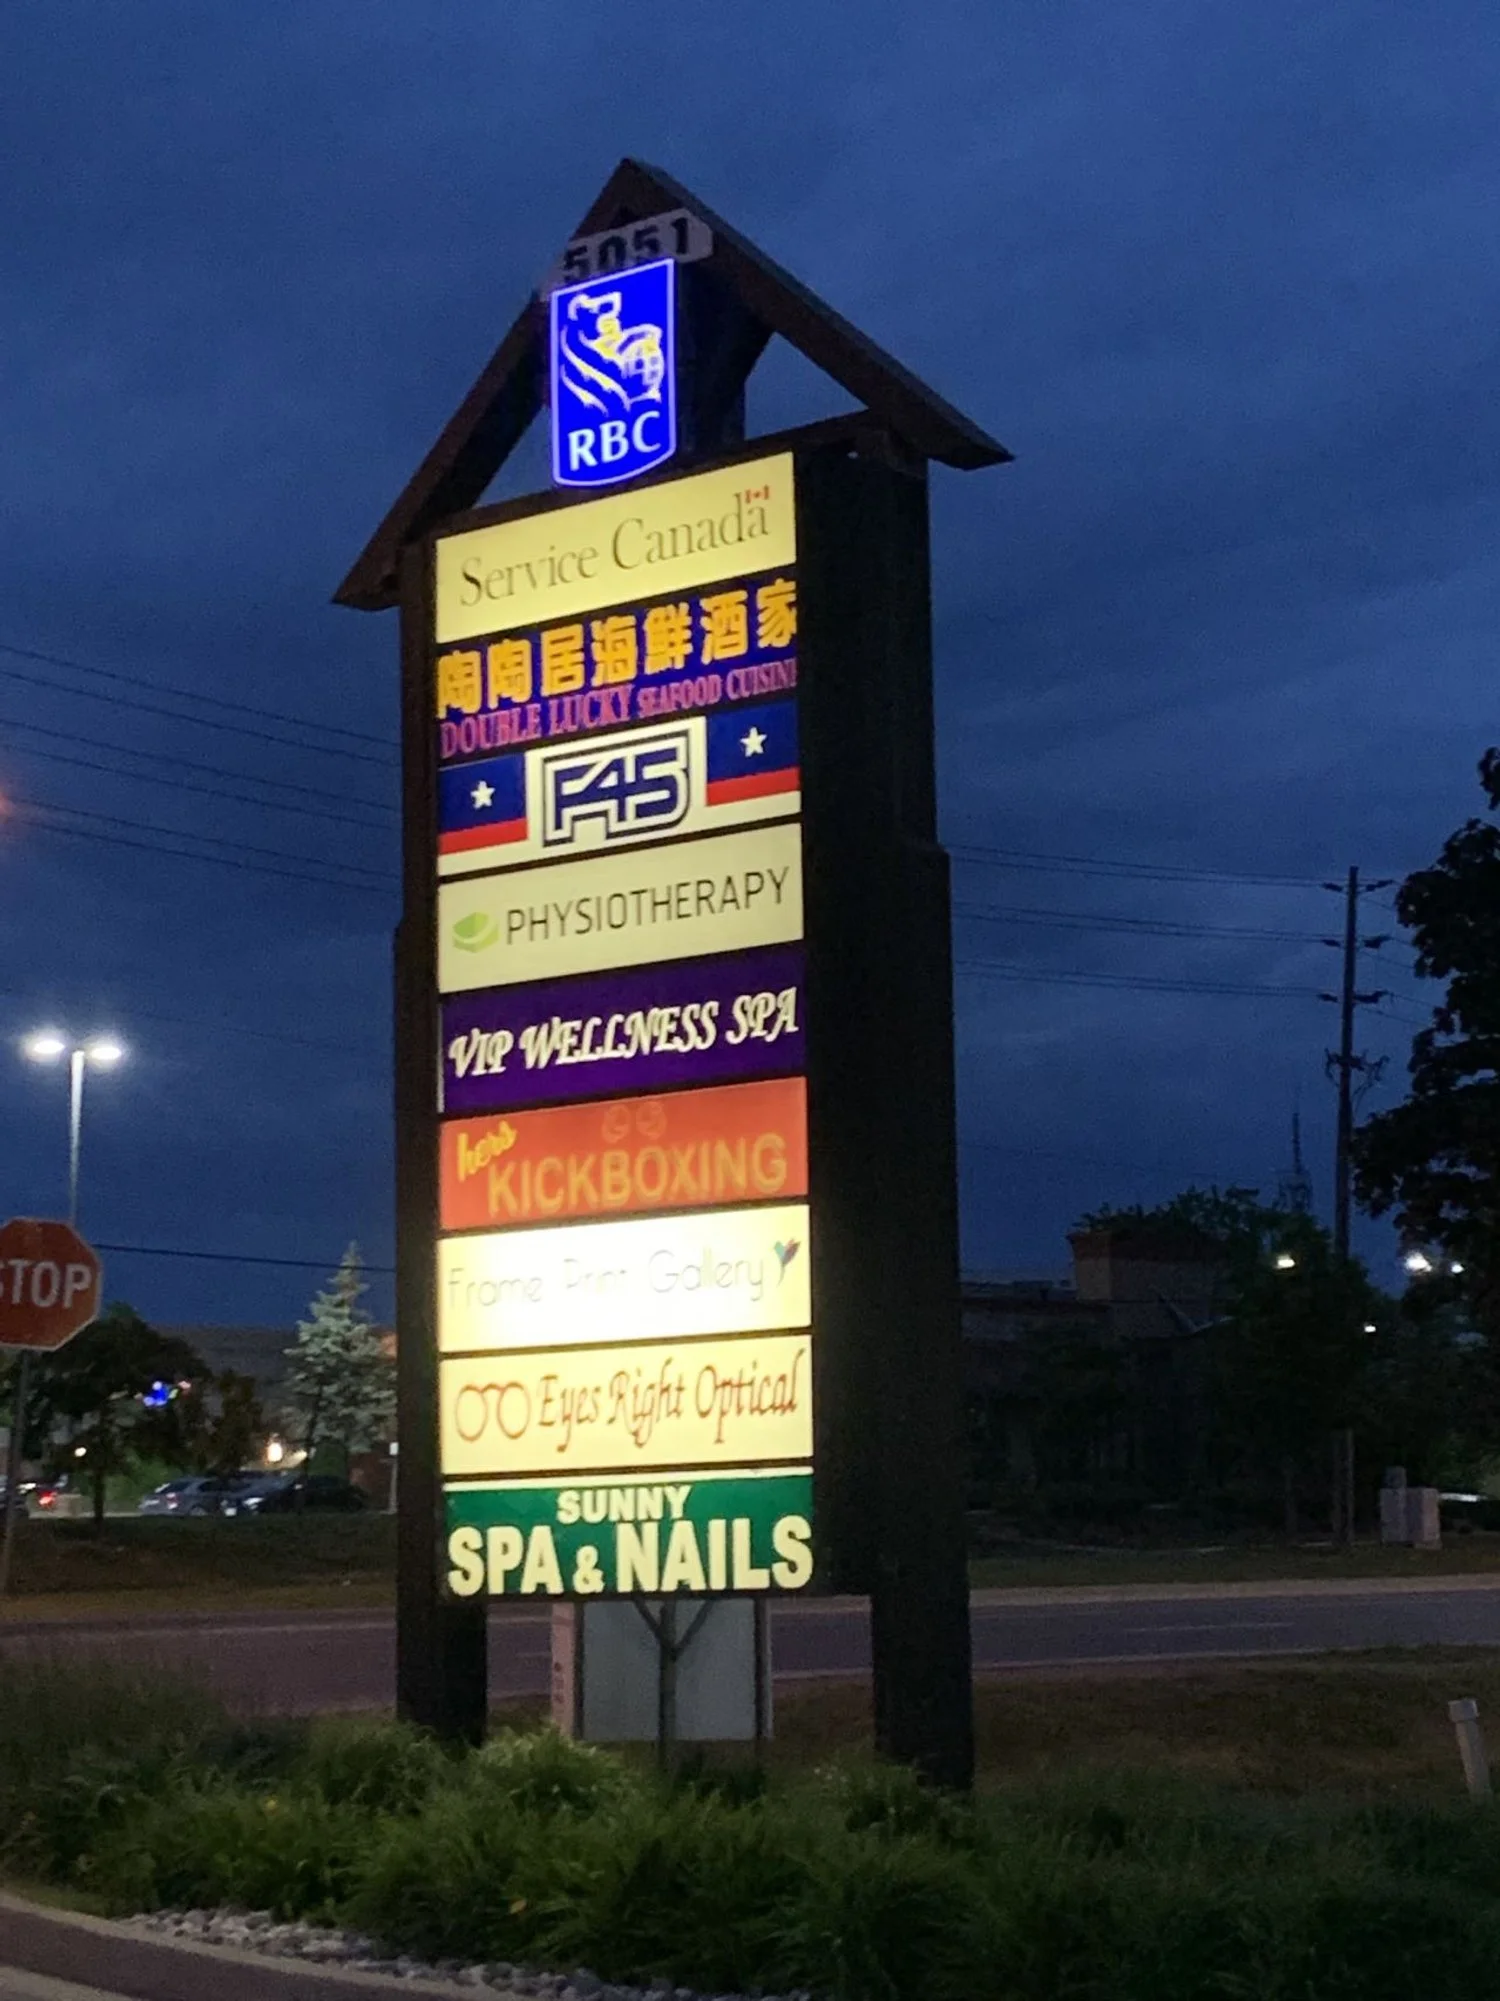 5051
RBC
Service Canada
陶陶居海鮮酒家
DOUBLE LUCKY SEAFOOD CUISINE
F45
PHYSIOTHERAPY
VIP WELLNESS SPA
hers
KICKBOXING
Frame Print Gallery
Eyes Right Optical
STOP
SUNNY
SPA & NAILS